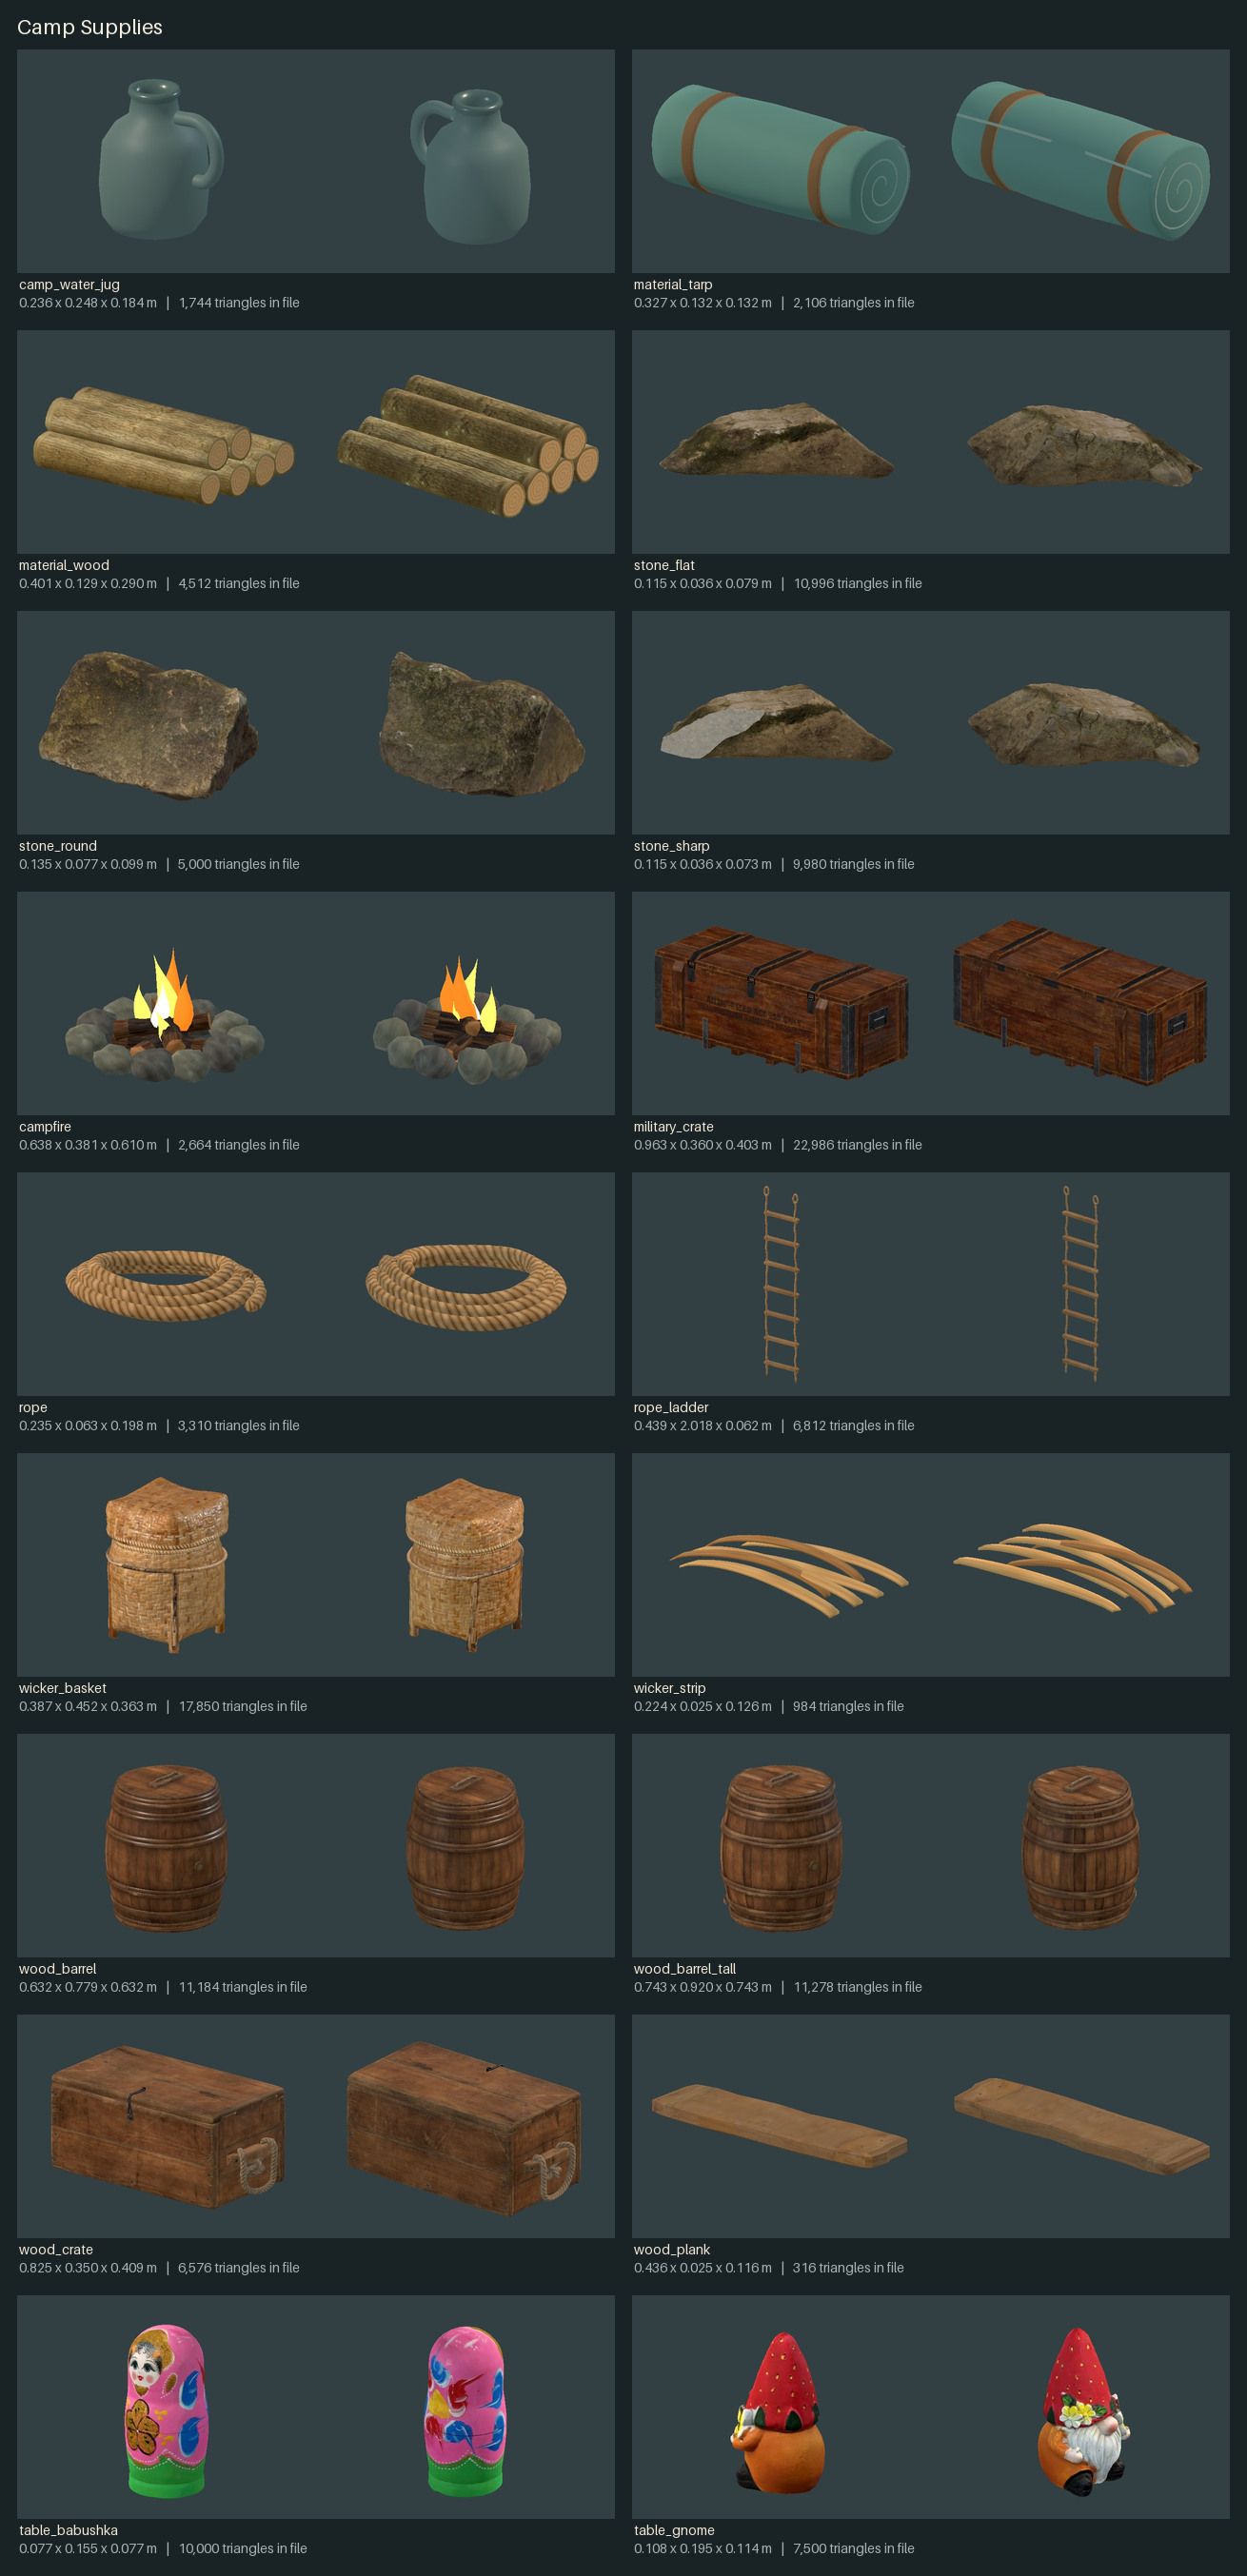 Camp Supplies
camp_water_jug
0.236 x 0.248 x 0.184 m | 1,744 triangles in file
material_tarp
0.327 x 0.132 x 0.132 m | 2,106 triangles in file
material_wood
0.401 x 0.129 x 0.290 m | 4,512 triangles in file
stone_flat
0.115 x 0.036 x 0.079 m | 10,996 triangles in file
stone_round
0.135 x 0.077 x 0.099 m | 5,000 triangles in file
stone_sharp
0.115 x 0.036 x 0.073 m | 9,980 triangles in file
campfire
0.638 x 0.381 x 0.610 m | 2,664 triangles in file
military_crate
0.963 x 0.360 x 0.403 m | 22,986 triangles in file
rope
0.235 x 0.063 x 0.198 m | 3,310 triangles in file
rope_ladder
0.439 x 2.018 x 0.062 m | 6,812 triangles in file
wicker_basket
0.387 x 0.452 x 0.363 m | 17,850 triangles in file
wicker_strip
0.224 x 0.025 x 0.126 m | 984 triangles in file
wood_barrel
0.632 x 0.779 x 0.632 m | 11,184 triangles in file
wood_barrel_tall
0.743 x 0.920 x 0.743 m | 11,278 triangles in file
wood_crate
0.825 x 0.350 x 0.409 m | 6,576 triangles in file
wood_plank
0.436 x 0.025 x 0.116 m | 316 triangles in file
table_babushka
0.077 x 0.155 x 0.077 m | 10,000 triangles in file
table_gnome
0.108 x 0.195 x 0.114 m | 7,500 triangles in file